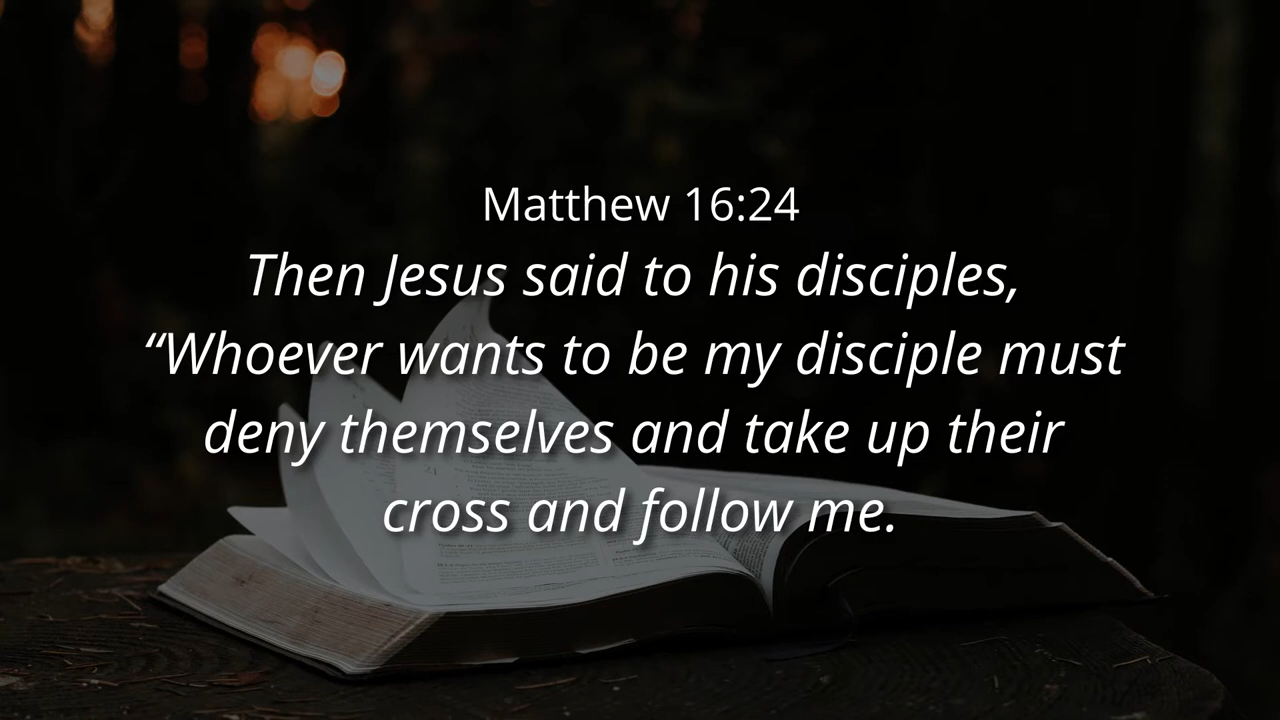 Matthew 16:24
Then Jesus said to his disciples,
“Whoever wants to be my disciple must
deny themselves and take up their
cross and follow me.